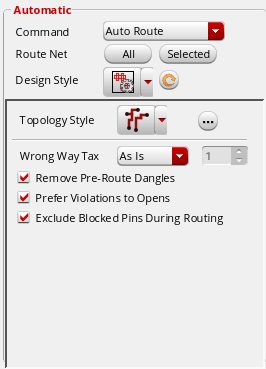 Automatic
Command Auto Route
Route Net All Selected
Design Style
Topology Style ...
Wrong Way Tax As Is 1
Remove Pre-Route Dangles
Prefer Violations to Opens
Exclude Blocked Pins During Routing